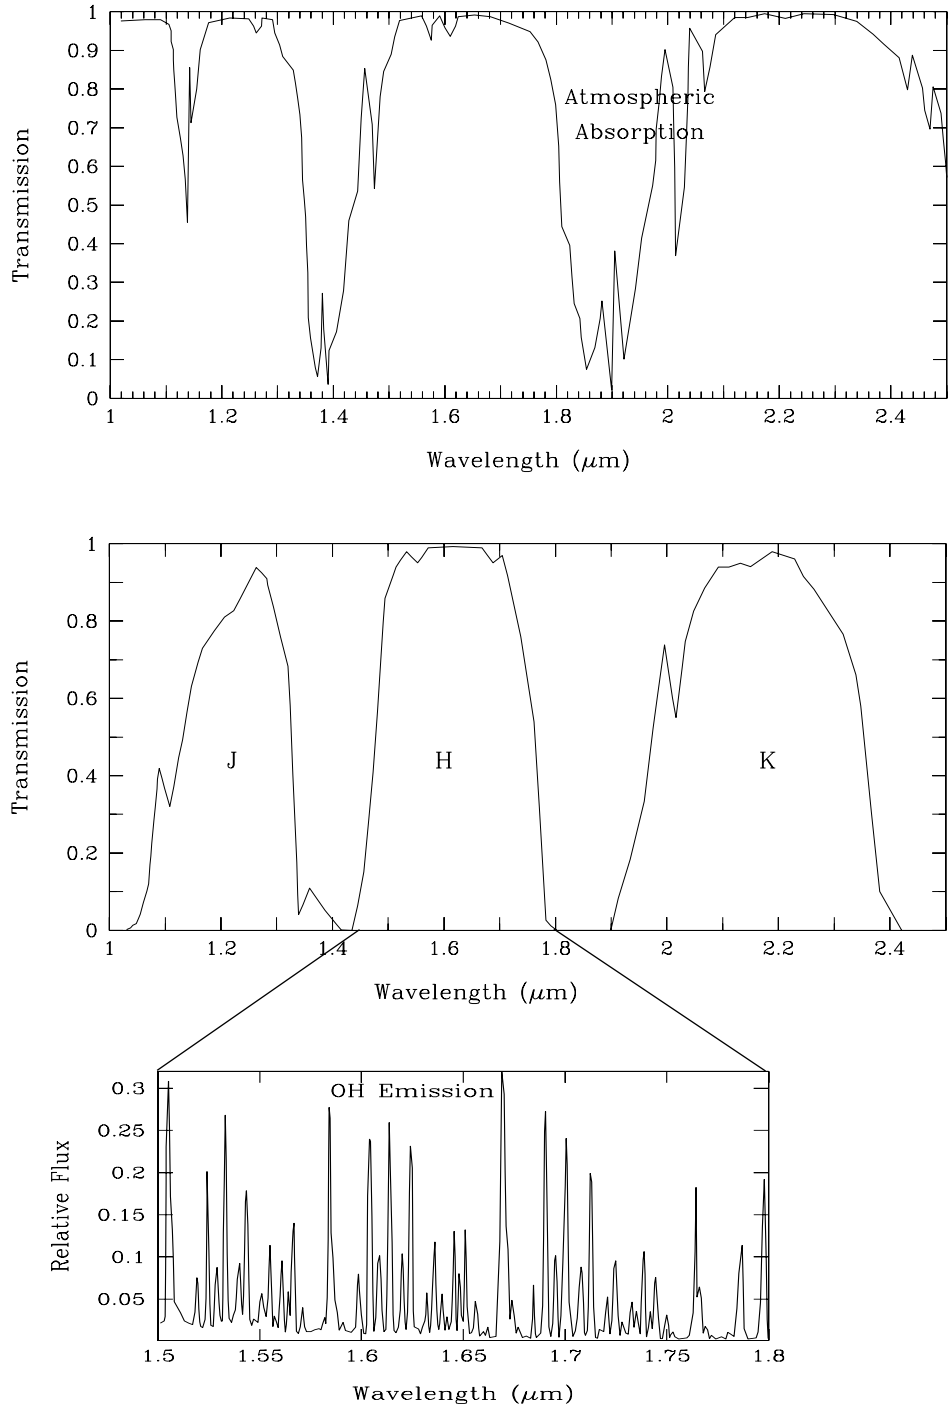 1
0.9
0.8
0.7
0.6
0.5
0.4
0.3
0.2
0.1
0
Transmission
Atmospheric
Absorption
1 1.2 1.4 1.6 1.8 2 2.2 2.4
Wavelength (μm)
1
0.8
0.6
0.4
0.2
0
Transmission
J H K
1 1.2 1.4 1.6 1.8 2 2.2 2.4
Wavelength (μm)
0.3
0.25
0.2
0.15
0.1
0.05
Relative Flux
OH Emission
1.5 1.55 1.6 1.65 1.7 1.75 1.8
Wavelength (μm)